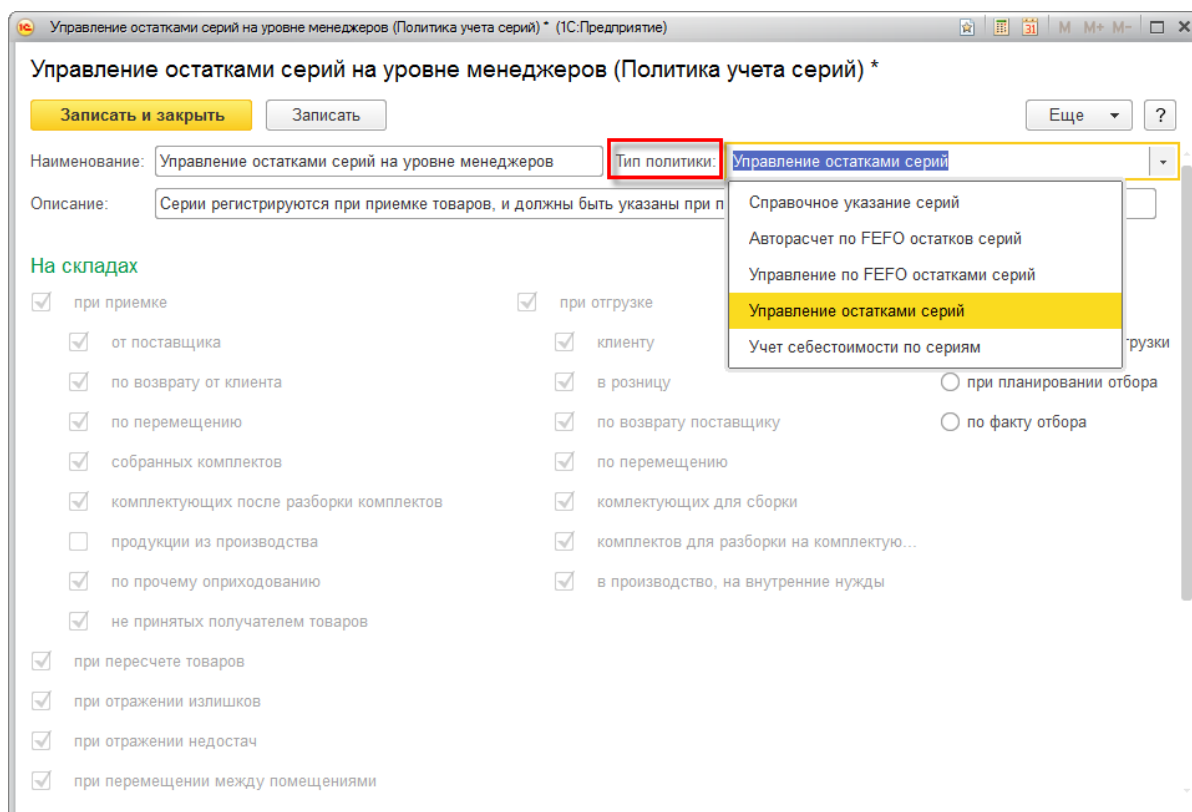 Управление остатками серий на уровне менеджеров (Политика учета серий) * (1С:Предприятие)
31 M M+ M-
Управление остатками серий на уровне менеджеров (Политика учета серий) *
Записать и закрыть Записать Еще ?
Наименование: Управление остатками серий на уровне менеджеров Тип политики: Управление остатками серий
Описание: Серии регистрируются при приемке товаров, и должны быть указаны при п
Справочное указание серий
Авторасчет по FEFO остатков серий
Управление по FEFO остатками серий
Управление остатками серий
Учет себестоимости по сериям
На складах
при приемке при отгрузке
от поставщика клиенту грузки
по возврату от клиента в розницу при планировании отбора
по перемещению по возврату поставщику по факту отбора
собранных комплектов по перемещению
комплектующих после разборки комплектов комлектующих для сборки
продукции из производства комплектов для разборки на комплектую...
по прочему оприходованию в производство, на внутренние нужды
не принятых получателем товаров
при пересчете товаров
при отражении излишков
при отражении недостач
при перемещении между помещениями